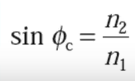 sin ϕc = n2/n1